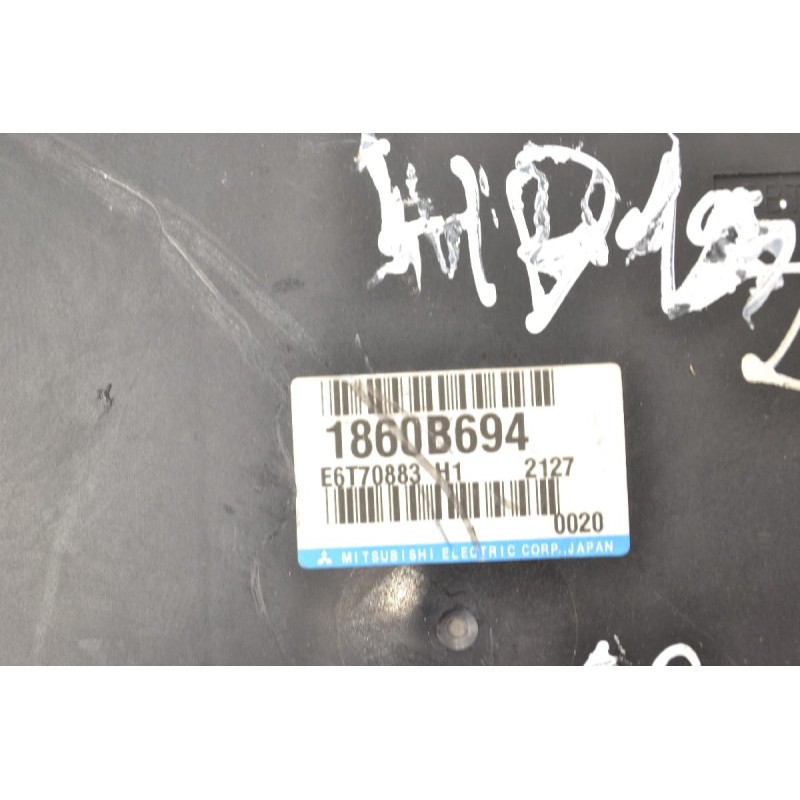 1860B694
E6T70883 H1 2127
0020
MITSUBISHI ELECTRIC CORP.,JAPAN